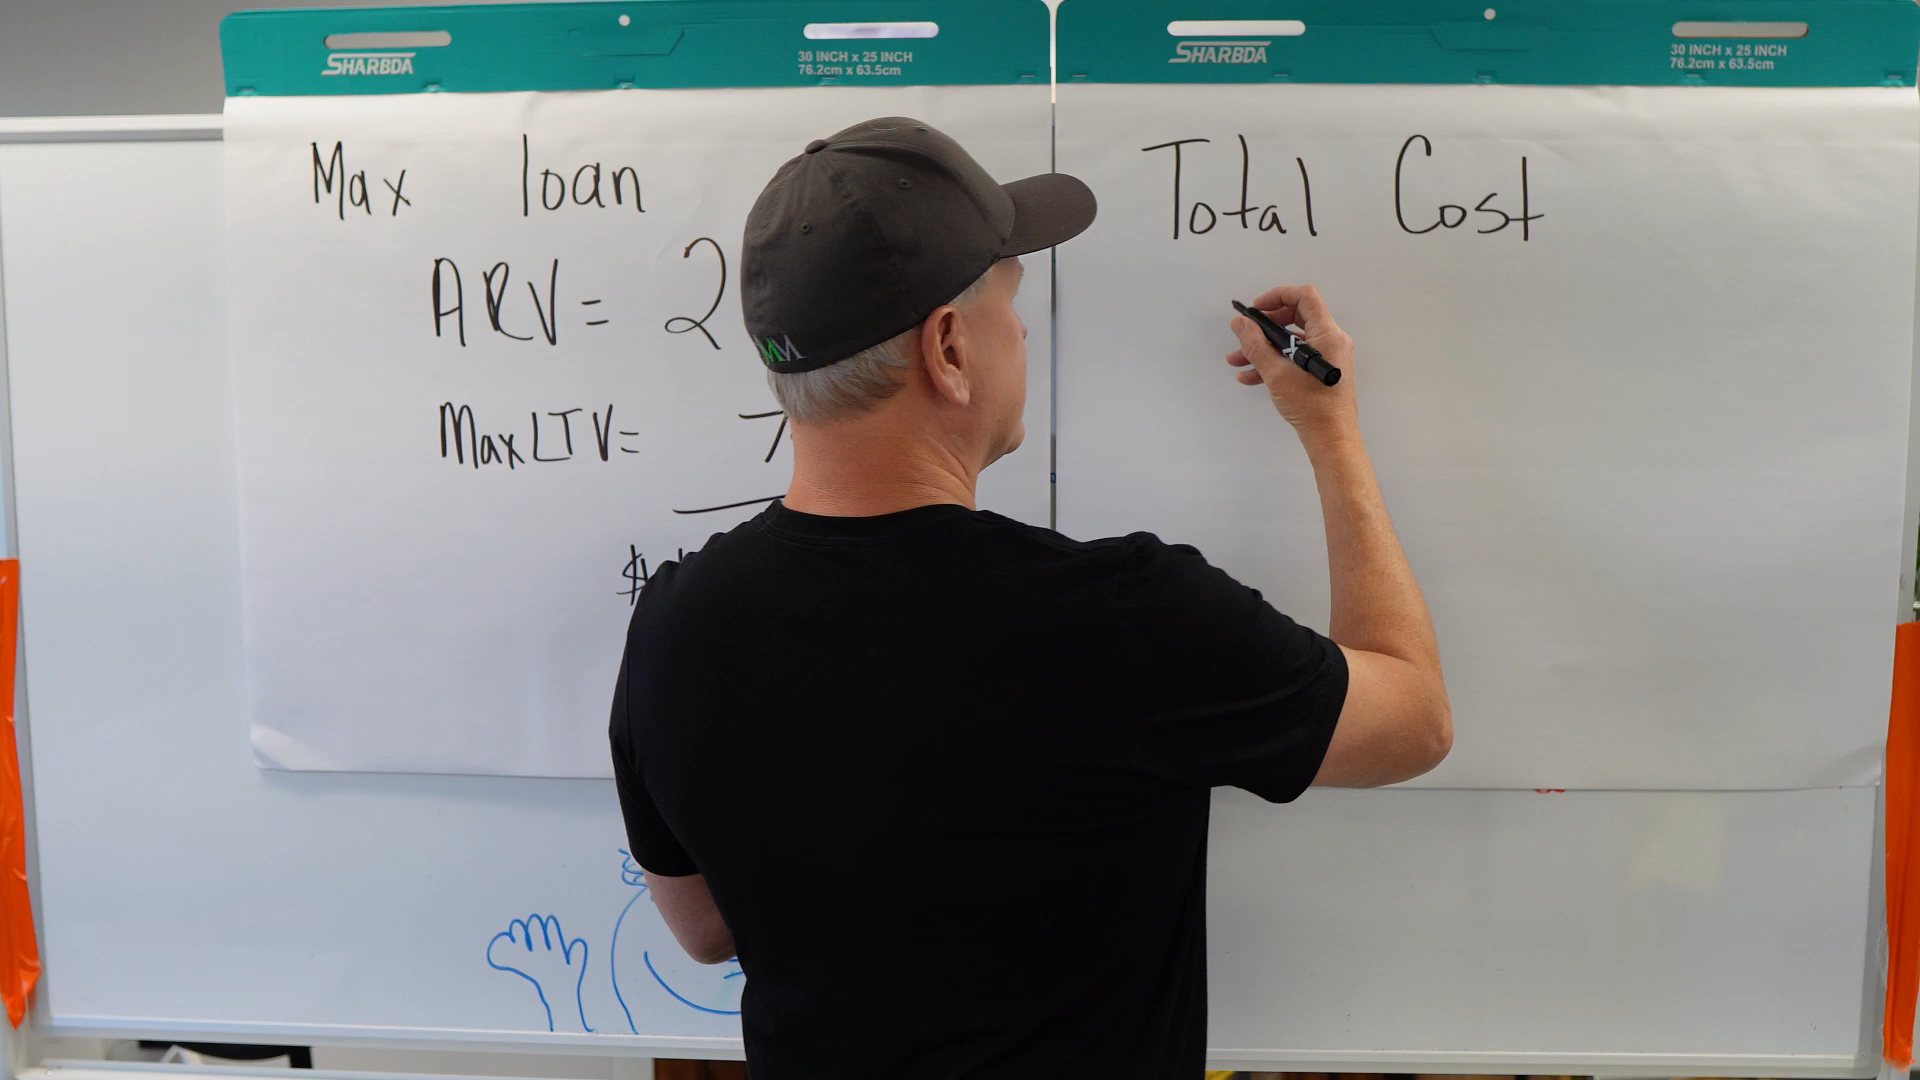 SHARBDA
30 INCH x 25 INCH
76.2cm x 63.5cm
Max loan
ARV = 2
Max LTV = 7
$
SHARBDA
30 INCH x 25 INCH
76.2cm x 63.5cm
Total Cost